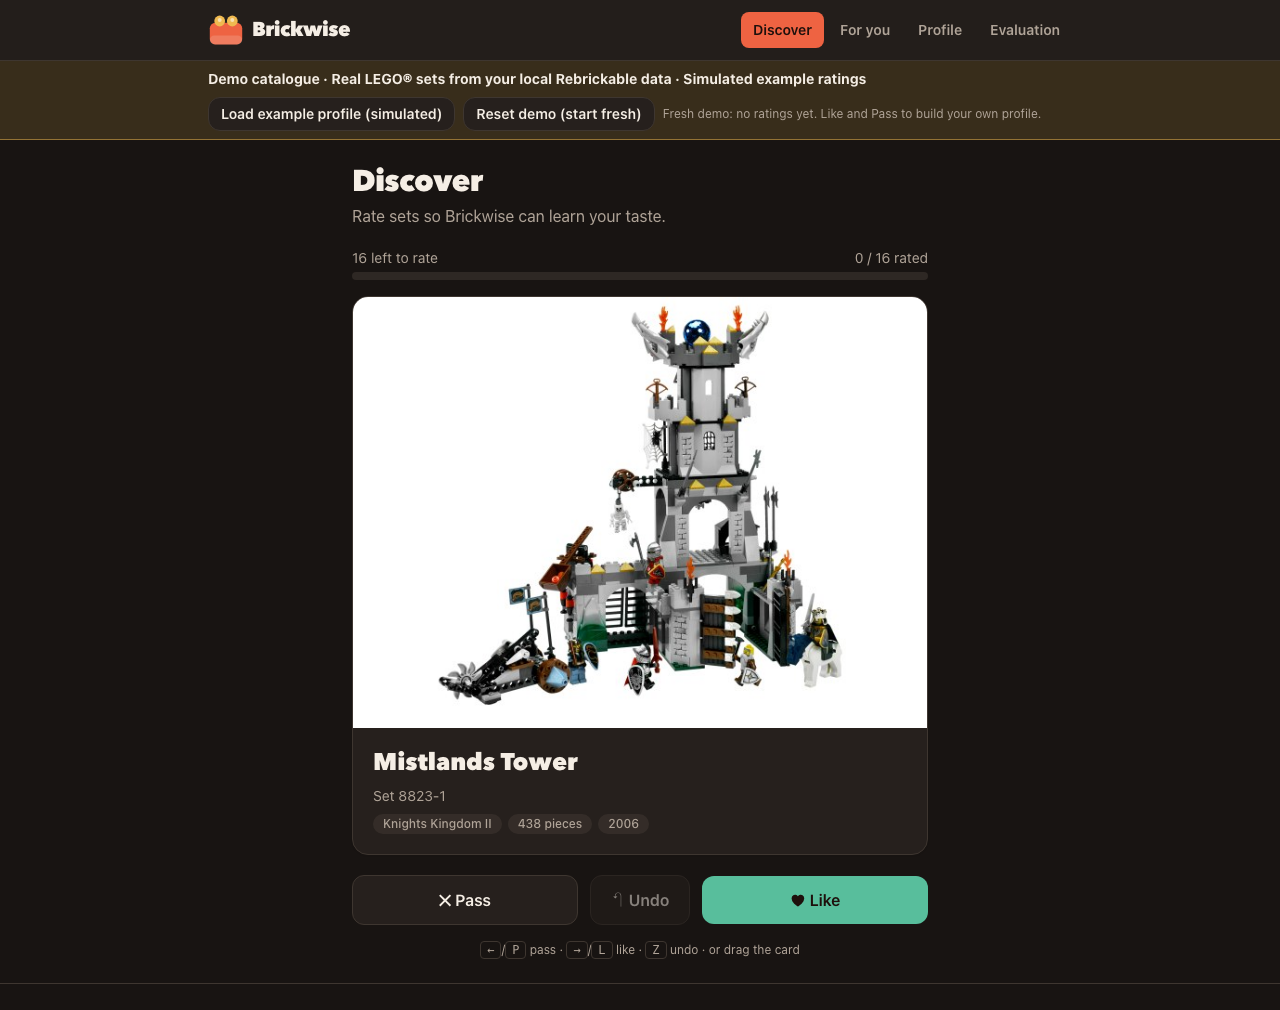 Brickwise
Discover
For you
Profile
Evaluation
Demo catalogue · Real LEGO® sets from your local Rebrickable data · Simulated example ratings
Load example profile (simulated)
Reset demo (start fresh)
Fresh demo: no ratings yet. Like and Pass to build your own profile.
Discover
Rate sets so Brickwise can learn your taste.
16 left to rate
0 / 16 rated
Mistlands Tower
Set 8823-1
Knights Kingdom II
438 pieces
2006
Pass
Undo
Like
←/P pass · →/L like · Z undo · or drag the card